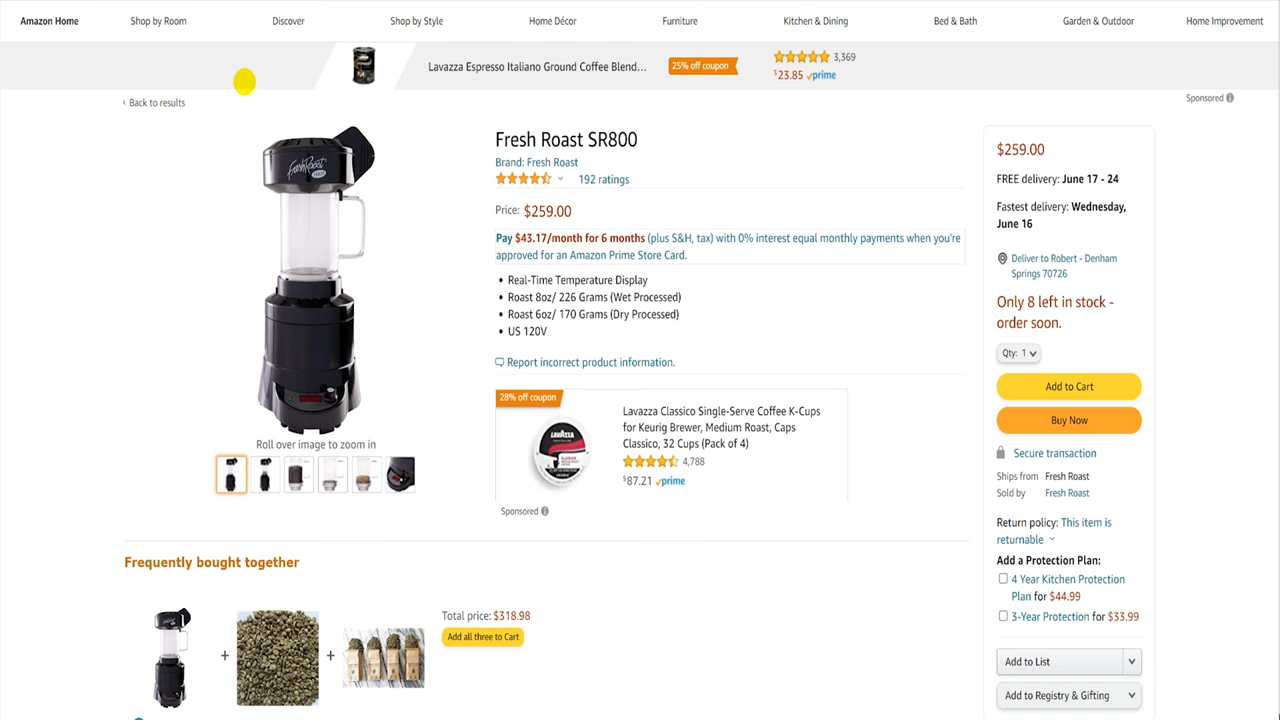 Amazon Home
Shop by Room
Discover
Shop by Style
Home Décor
Furniture
Kitchen & Dining
Bed & Bath
Garden & Outdoor
Home Improvement
Lavazza Espresso Italiano Ground Coffee Blend...
25% off coupon
3,369
$23.85 prime
‹ Back to results
Sponsored
FreshRoast
Fresh Roast SR800
Brand: Fresh Roast
192 ratings
Price: $259.00
Pay $43.17/month for 6 months (plus S&H, tax) with 0% interest equal monthly payments when you're
approved for an Amazon Prime Store Card.
• Real-Time Temperature Display
• Roast 8oz/ 226 Grams (Wet Processed)
• Roast 6oz/ 170 Grams (Dry Processed)
• US 120V
Report incorrect product information.
28% off coupon
LAVAZZA
Lavazza Classico Single-Serve Coffee K-Cups
for Keurig Brewer, Medium Roast, Caps
Classico, 32 Cups (Pack of 4)
4,788
$87.21 prime
Sponsored
Roll over image to zoom in
$259.00
FREE delivery: June 17 - 24
Fastest delivery: Wednesday,
June 16
Deliver to Robert - Denham
Springs 70726
Only 8 left in stock -
order soon.
Qty: 1
Add to Cart
Buy Now
Secure transaction
Ships from Fresh Roast
Sold by Fresh Roast
Return policy: This item is
returnable
Add a Protection Plan:
4 Year Kitchen Protection
Plan for $44.99
3-Year Protection for $33.99
Add to List
Add to Registry & Gifting
Frequently bought together
+
+
Total price: $318.98
Add all three to Cart